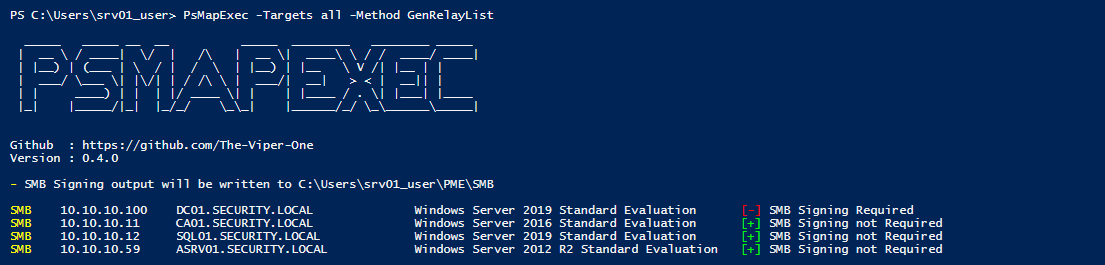 PS C:\Users\srv01_user> PsMapExec -Targets all -Method GenRelayList
PSMAPEXEC
Github : https://github.com/The-Viper-One
Version : 0.4.0
- SMB Signing output will be written to C:\Users\srv01_user\PME\SMB
SMB 10.10.10.100 DC01.SECURITY.LOCAL Windows Server 2019 Standard Evaluation [-] SMB Signing Required
SMB 10.10.10.11 CA01.SECURITY.LOCAL Windows Server 2016 Standard Evaluation [+] SMB Signing not Required
SMB 10.10.10.12 SQL01.SECURITY.LOCAL Windows Server 2019 Standard Evaluation [+] SMB Signing not Required
SMB 10.10.10.59 ASRV01.SECURITY.LOCAL Windows Server 2012 R2 Standard Evaluation [+] SMB Signing not Required